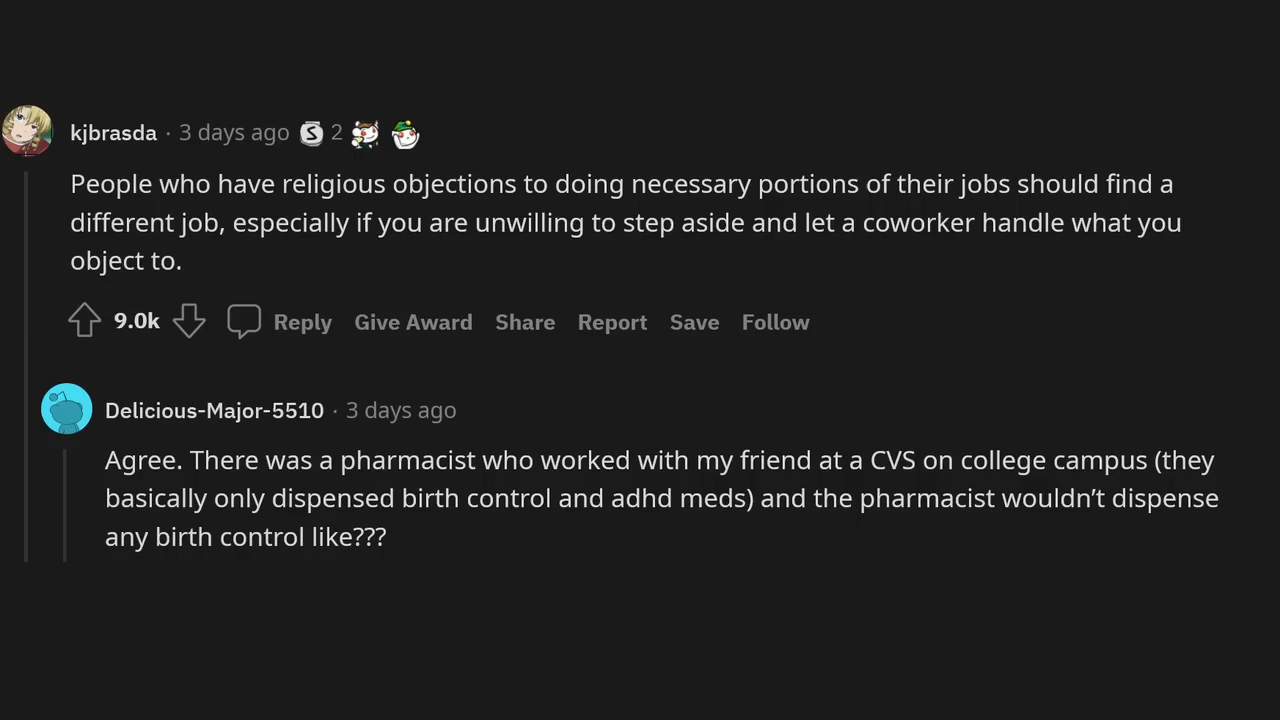 kjbrasda · 3 days ago S 2
People who have religious objections to doing necessary portions of their jobs should find a
different job, especially if you are unwilling to step aside and let a coworker handle what you
object to.
9.0k Reply Give Award Share Report Save Follow
Delicious-Major-5510 · 3 days ago
Agree. There was a pharmacist who worked with my friend at a CVS on college campus (they
basically only dispensed birth control and adhd meds) and the pharmacist wouldn’t dispense
any birth control like???